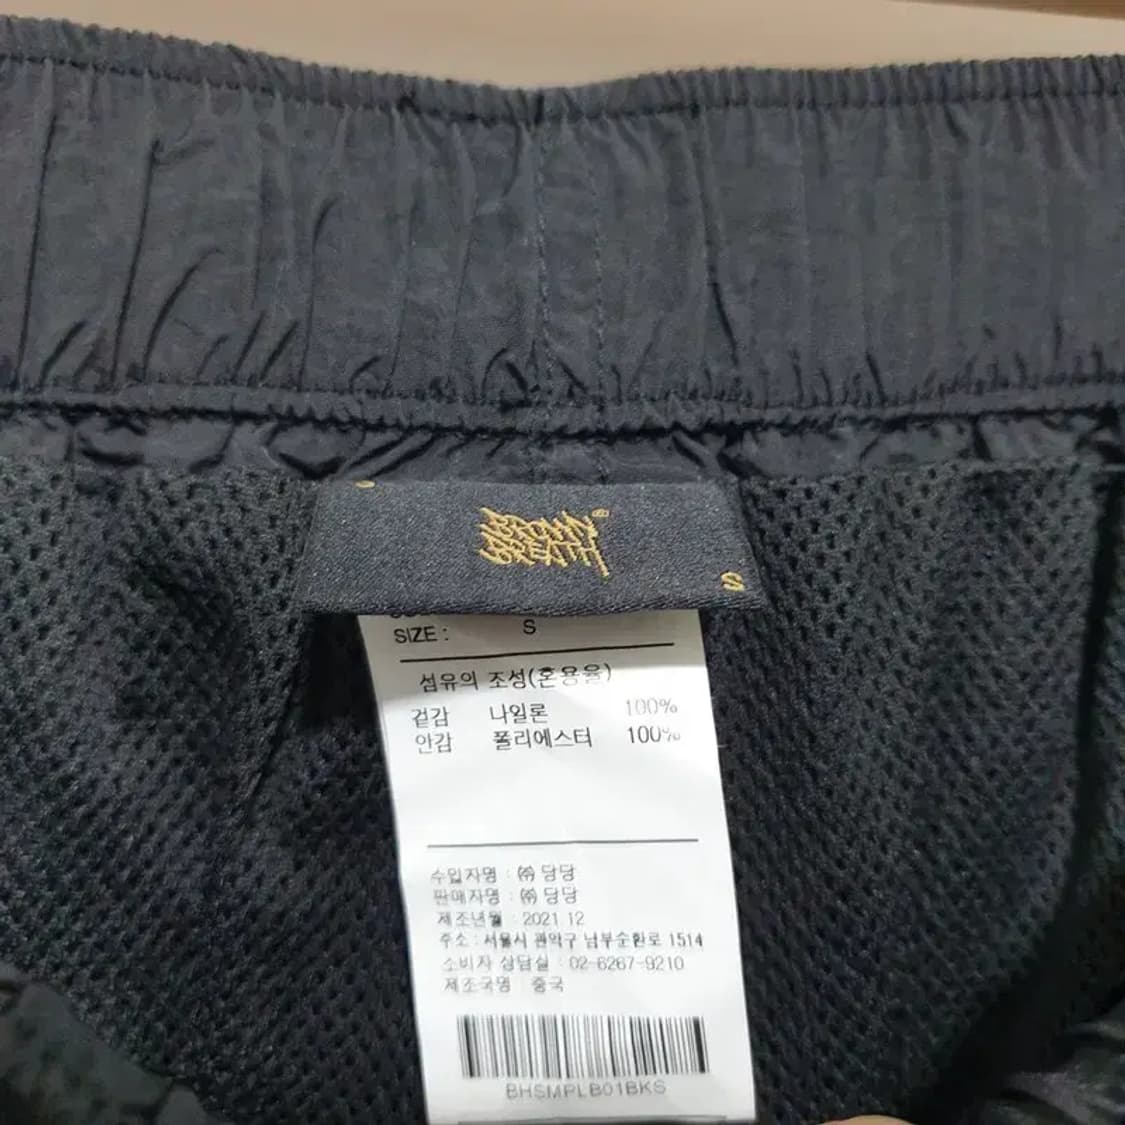 BROWN®
BREATH
S
SIZE : S
섬유의 조성(혼용율)
겉감 나일론 100%
안감 폴리에스터 100%
수입자명 : ㈜ 당당
판매자명 : ㈜ 당당
제조년월 : 2021.12
주소 : 서울시 관악구 남부순환로 1514
소비자 상담실 : 02-6267-9210
제조국명 : 중국
BHSMPLB01BKS